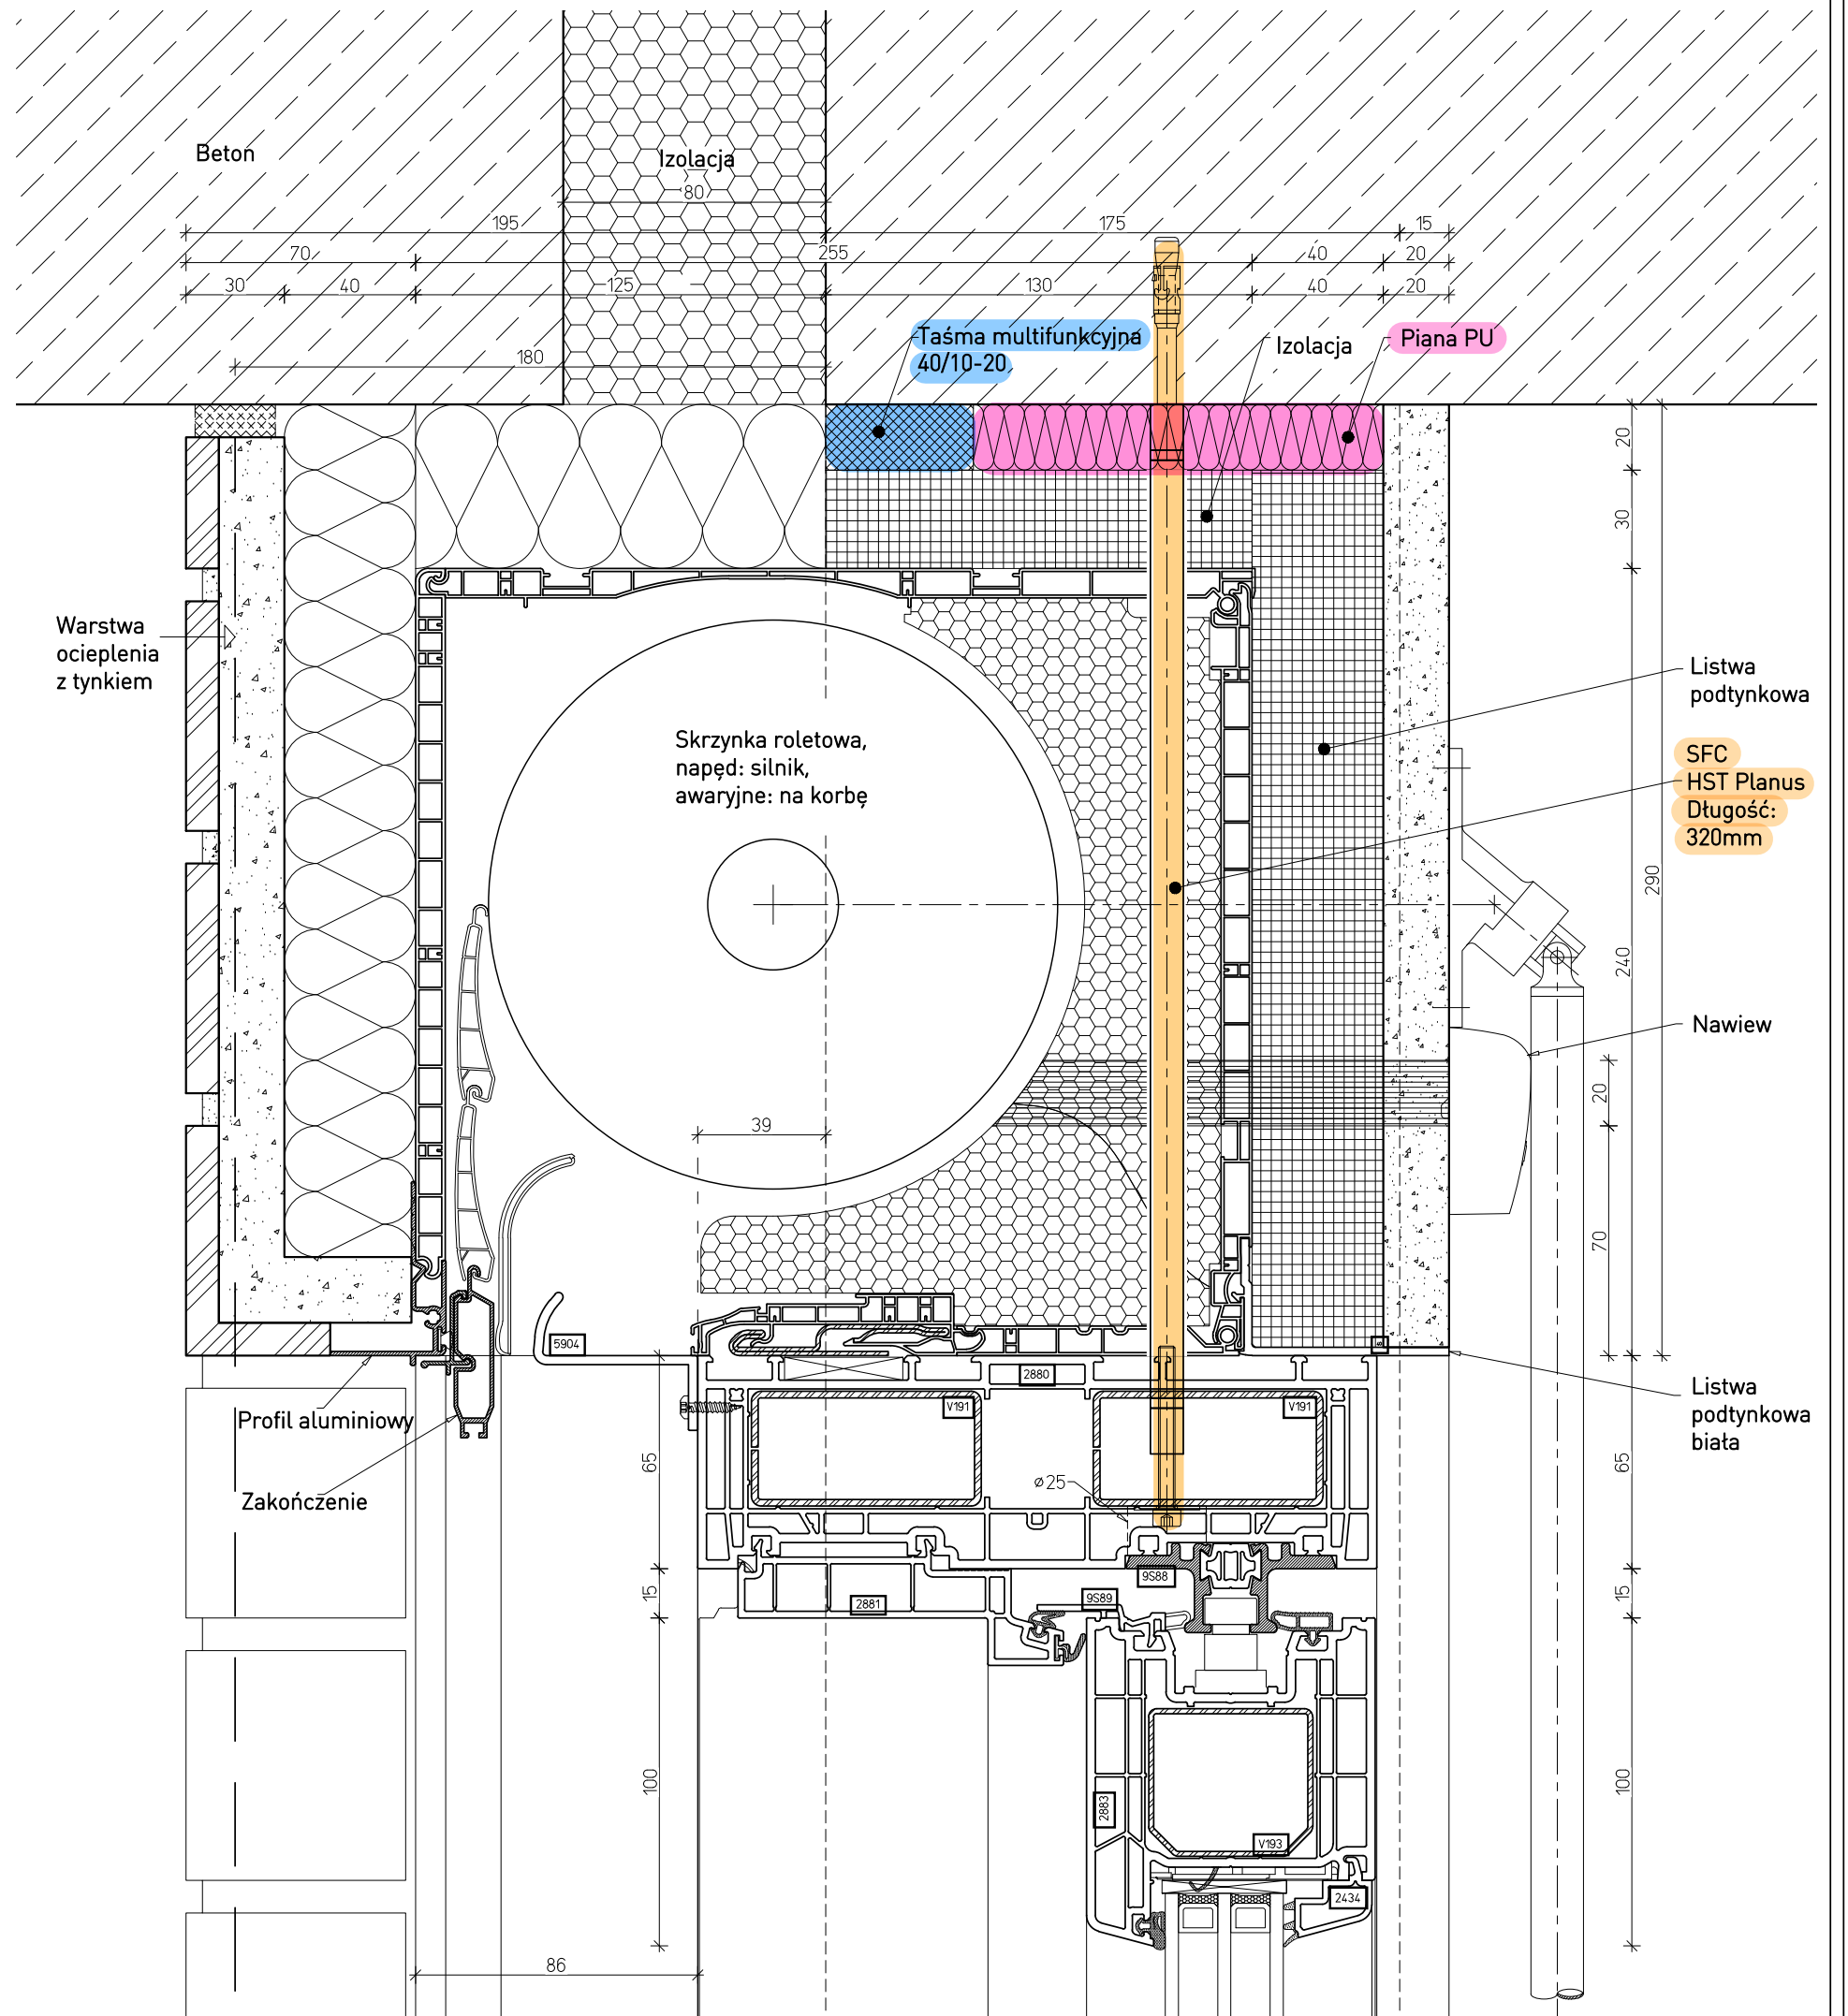 Beton
Izolacja
80
195
175
15
70
255
40
20
30
40
125
130
40
20
180
Taśma multifunkcyjna
40/10-20
Izolacja
Piana PU
20
30
Warstwa
ocieplenia
z tynkiem
Skrzynka roletowa,
napęd: silnik,
awaryjne: na korbę
Listwa
podtynkowa
SFC
HST Planus
Długość:
320mm
290
240
Nawiew
20
39
70
5904
2880
V191
V191
Listwa
podtynkowa
biała
Profil aluminiowy
Zakończenie
65
⌀25
65
9S88
15
2881
9S89
15
100
2883
V193
100
2434
86